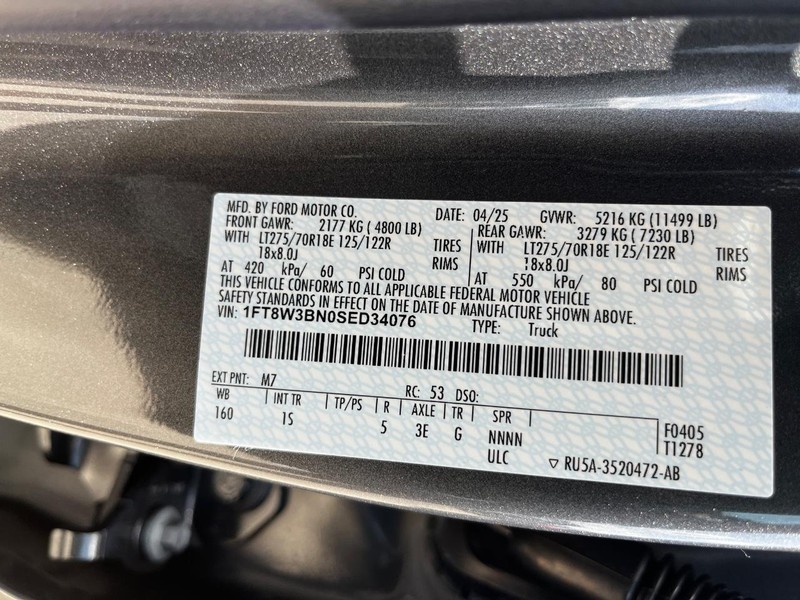 MFD. BY FORD MOTOR CO. DATE: 04/25 GVWR: 5216 KG (11499 LB)
FRONT GAWR: 2177 KG ( 4800 LB) REAR GAWR: 3279 KG ( 7230 LB)
WITH LT275/70R18E 125/122R TIRES WITH LT275/70R18E 125/122R TIRES
18x8.0J RIMS 18x8.0J RIMS
AT 420 kPa/ 60 PSI COLD AT 550 kPa/ 80 PSI COLD
THIS VEHICLE CONFORMS TO ALL APPLICABLE FEDERAL MOTOR VEHICLE
SAFETY STANDARDS IN EFFECT ON THE DATE OF MANUFACTURE SHOWN ABOVE.
VIN: 1FT8W3BN0SED34076 TYPE: Truck
EXT PNT: M7 RC: 53 DSO:
WB INT TR TP/PS R AXLE TR SPR F0405
160 1S 5 3E G NNNN T1278
ULC ▽ RU5A-3520472-AB